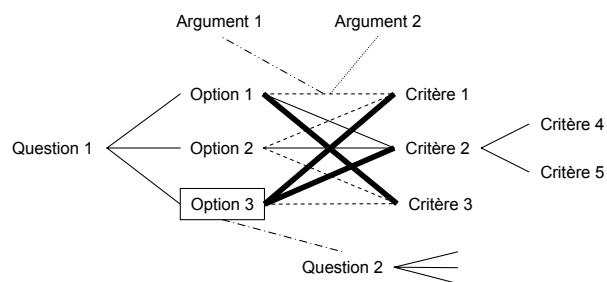 Argument 1 Argument 2
Option 1 Critère 1
Critère 4
Question 1 Option 2 Critère 2
Critère 5
Option 3 Critère 3
Question 2